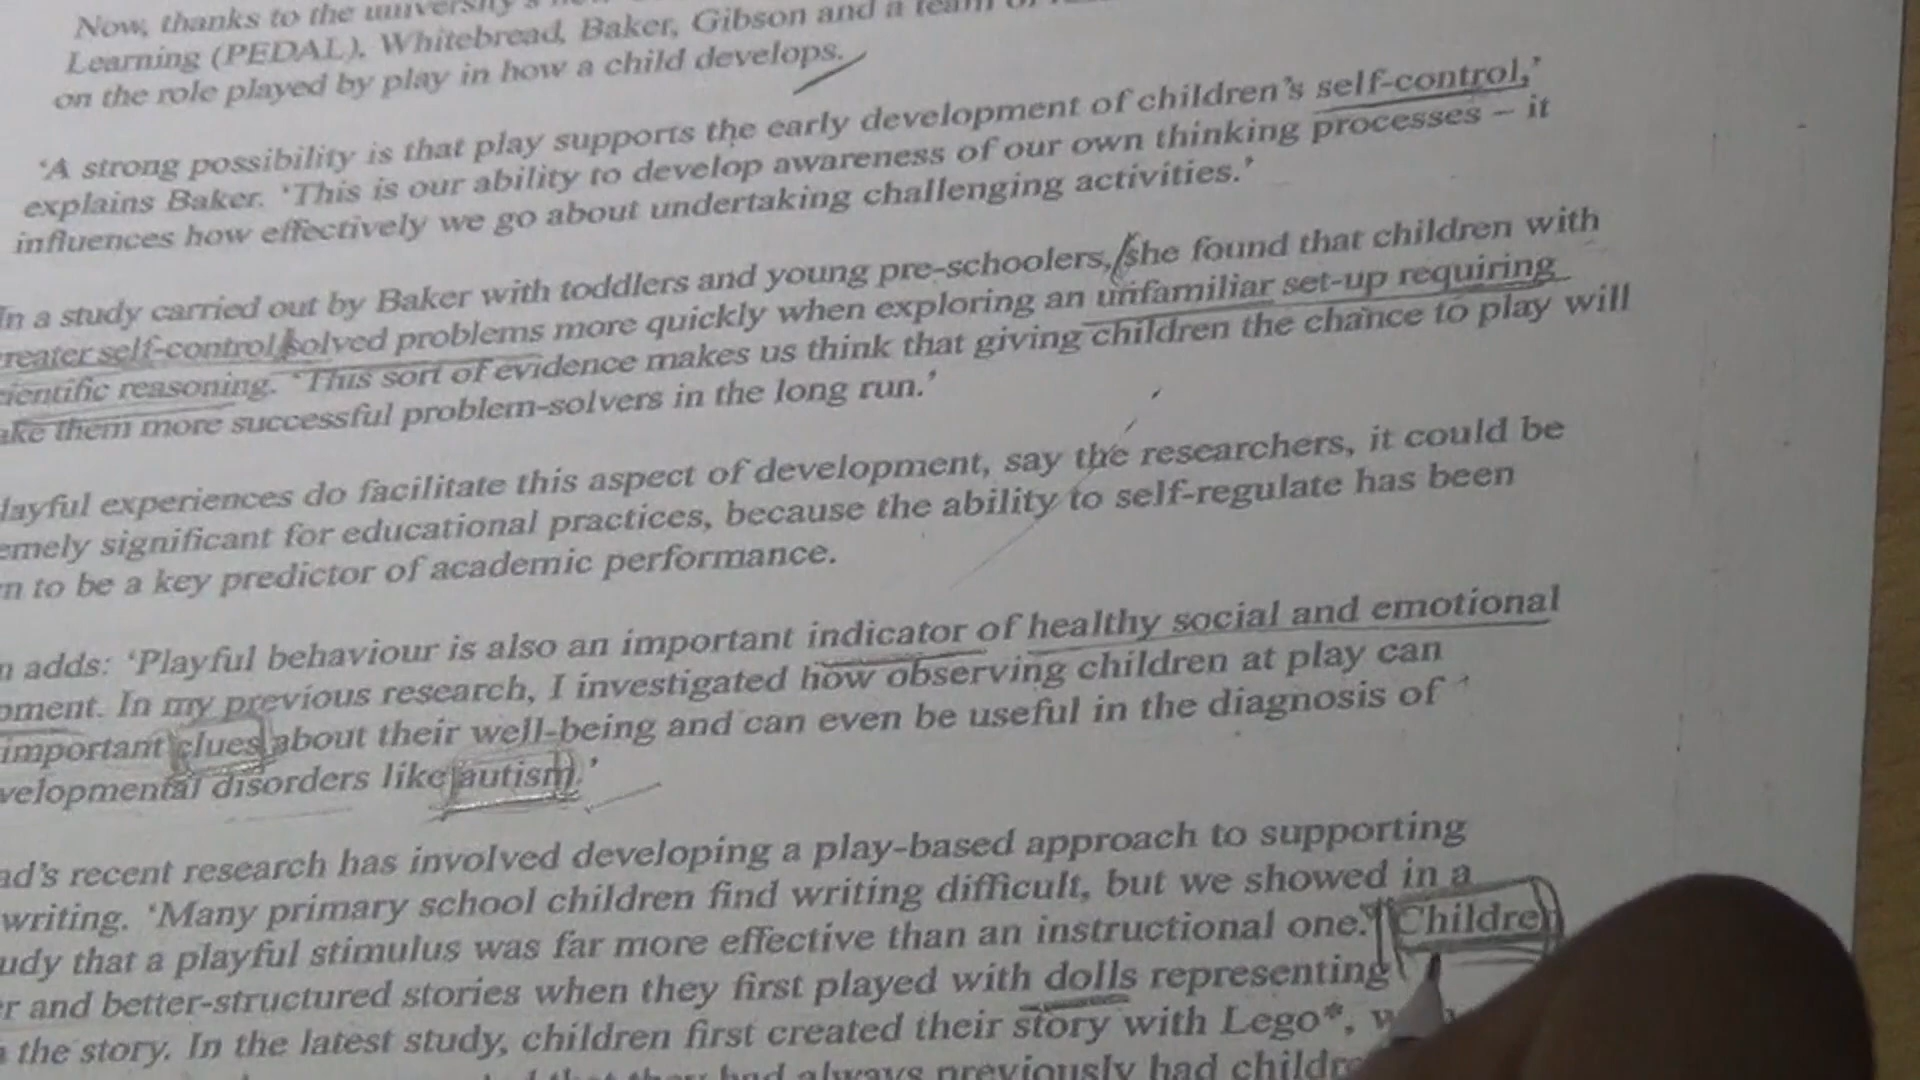 Now, thanks to the university's
Learning (PEDAL), Whitebread, Baker, Gibson and a team of
on the role played by play in how a child develops.
'A strong possibility is that play supports the early development of children's self-control,'
explains Baker. 'This is our ability to develop awareness of our own thinking processes – it
influences how effectively we go about undertaking challenging activities.'
In a study carried out by Baker with toddlers and young pre-schoolers, she found that children with
reater self-control solved problems more quickly when exploring an unfamiliar set-up requiring
cientific reasoning. 'This sort of evidence makes us think that giving children the chance to play will
ake them more successful problem-solvers in the long run.'
layful experiences do facilitate this aspect of development, say the researchers, it could be
emely significant for educational practices, because the ability to self-regulate has been
n to be a key predictor of academic performance.
n adds: 'Playful behaviour is also an important indicator of healthy social and emotional
pment. In my previous research, I investigated how observing children at play can
important clues about their well-being and can even be useful in the diagnosis of
velopmental disorders like autism.'
ad's recent research has involved developing a play-based approach to supporting
writing. 'Many primary school children find writing difficult, but we showed in a
udy that a playful stimulus was far more effective than an instructional one.' Children
r and better-structured stories when they first played with dolls representing
the story. In the latest study, children first created their story with Lego*,
that they had always previously had